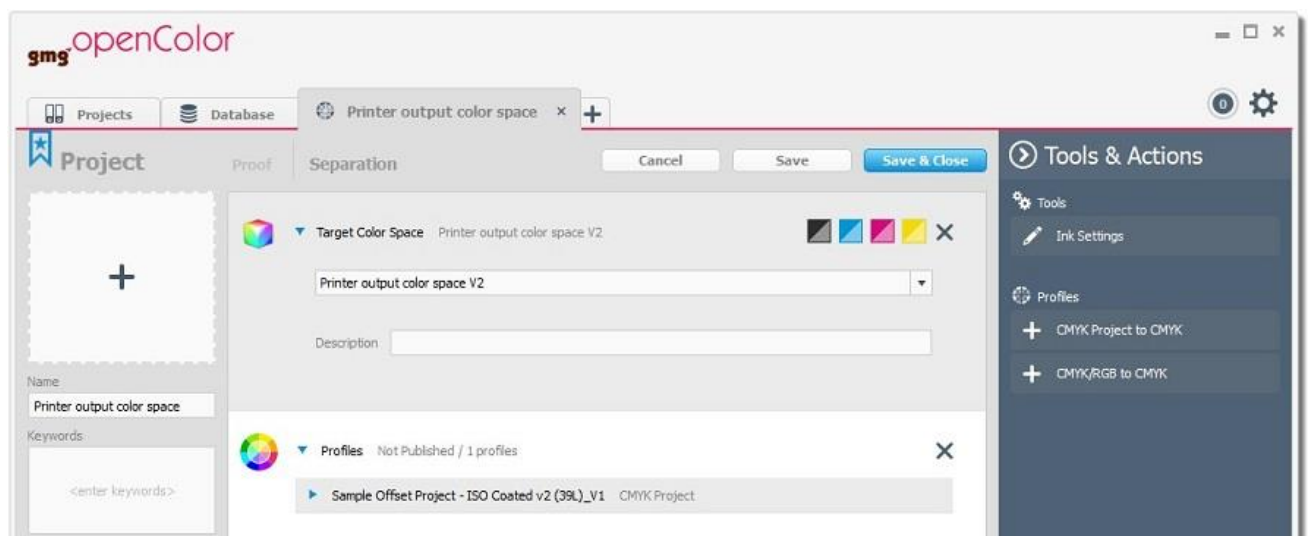 gmg openColor
Projects
Database
Printer output color space ×
0
Project
Proof
Separation
Cancel
Save
Save & Close
Tools & Actions
Tools
Ink Settings
Target Color Space Printer output color space V2
Printer output color space V2
Profiles
CMYK Project to CMYK
CMYK/RGB to CMYK
Description
Name
Printer output color space
Keywords
<enter keywords>
Profiles Not Published / 1 profiles
Sample Offset Project - ISO Coated v2 (39L)_V1 CMYK Project